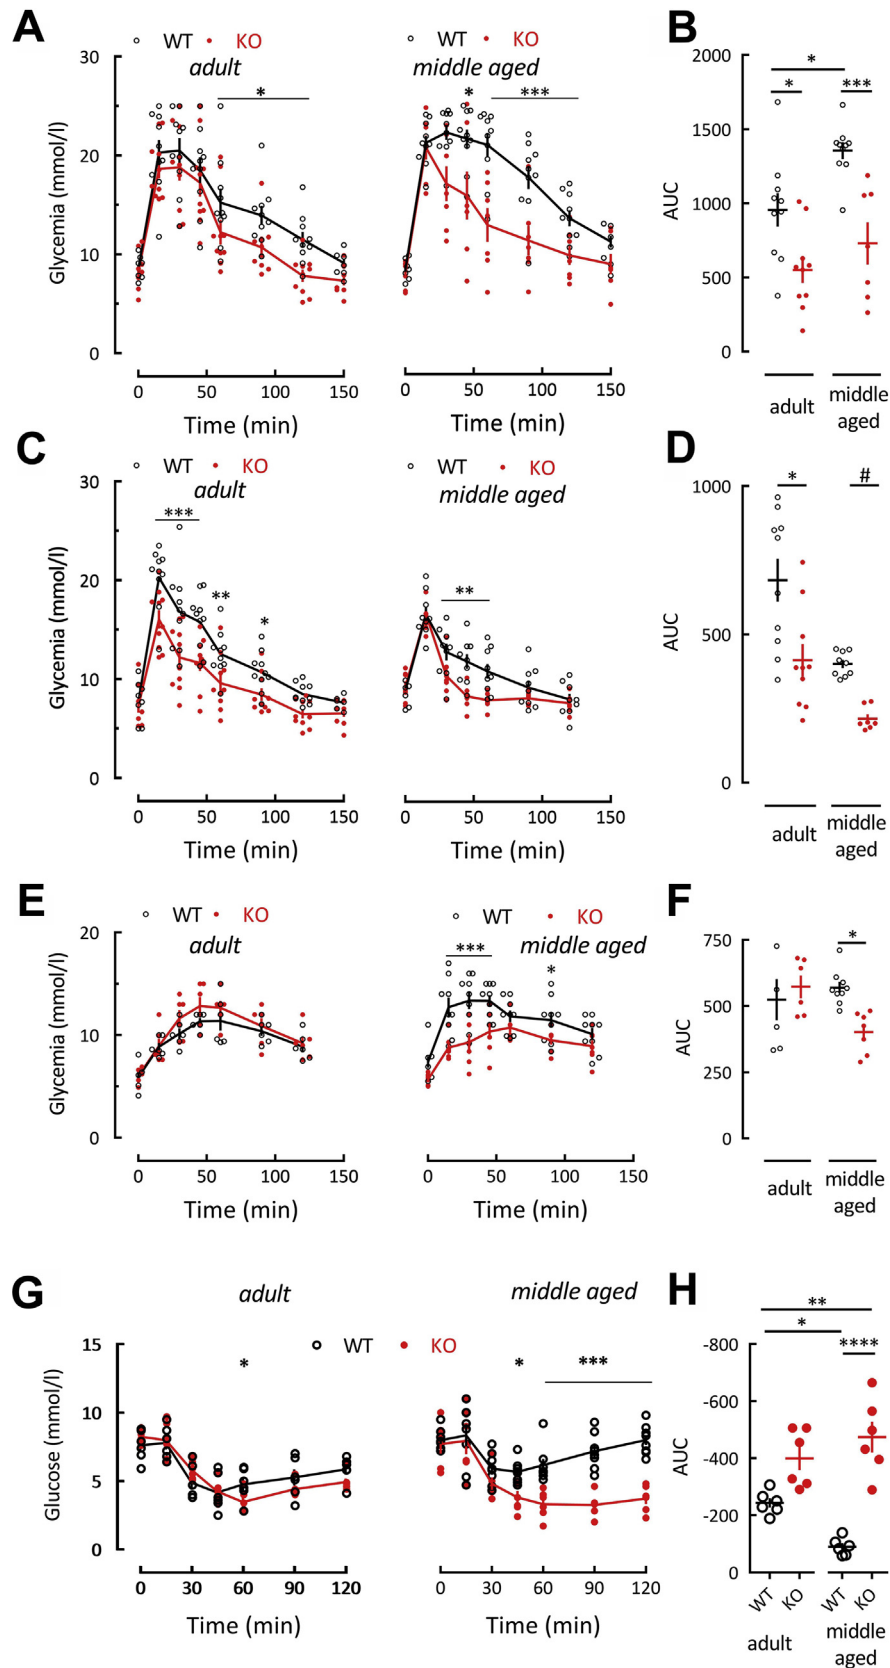 A
WT KO
adult
WT KO
middle aged
B
30
20
10
0
Glycemia (mmol/l)
*
* ***
0 50 100 150
Time (min)
0 50 100 150
Time (min)
2000
1500
1000
500
0
AUC
*
* ***
adult
middle
aged
C
WT KO
adult
WT KO
middle aged
D
30
20
10
0
Glycemia (mmol/l)
***
**
*
**
0 50 100 150
Time (min)
0 50 100 150
Time (min)
1000
500
0
AUC
* #
adult
middle
aged
E
WT KO
adult
WT KO
middle aged
F
20
10
0
Glycemia (mmol/l)
***
*
0 50 100 150
Time (min)
0 50 100 150
Time (min)
750
500
250
0
AUC
*
adult
middle
aged
G
adult
middle aged
H
15
10
5
0
Glucose (mmol/l)
WT KO
*
* ***
0 30 60 90 120
Time (min)
0 30 60 90 120
Time (min)
-800
-600
-400
-200
0
AUC
**
*
****
WT KO WT KO
adult
middle
aged